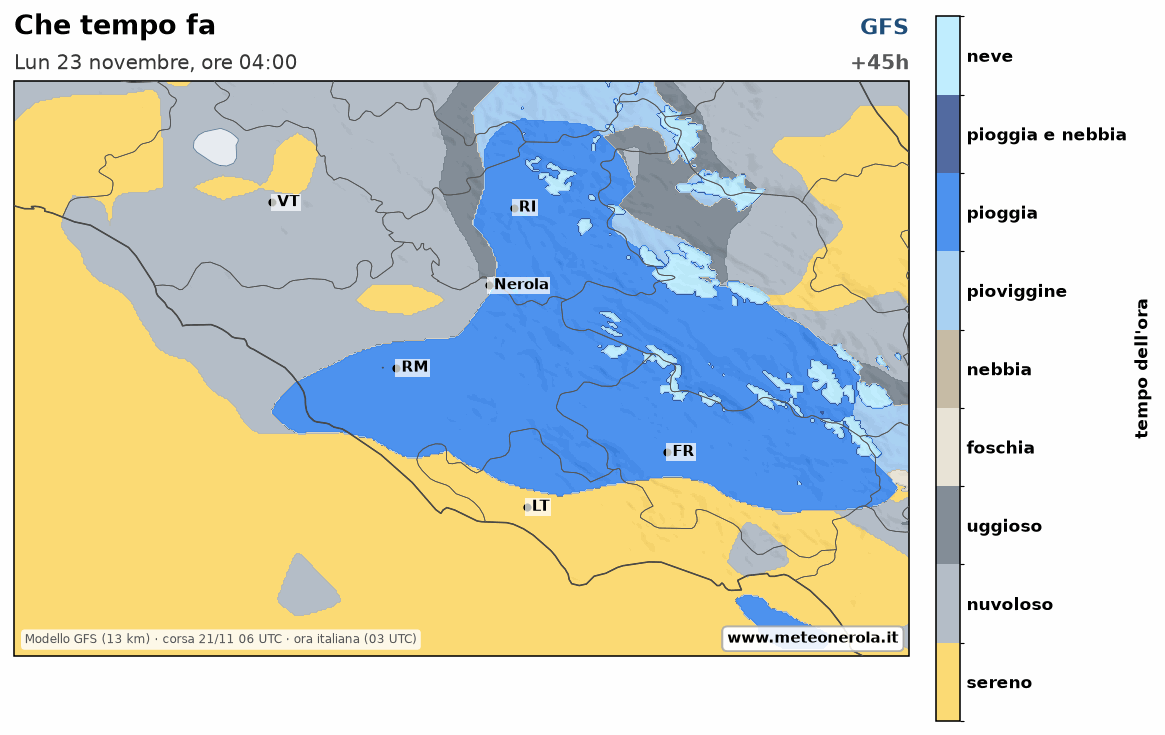 Che tempo fa
GFS
Lun 23 novembre, ore 04:00
+45h
VT
RI
Nerola
RM
FR
LT
Modello GFS (13 km) · corsa 21/11 06 UTC · ora italiana (03 UTC)
www.meteonerola.it
neve
pioggia e nebbia
pioggia
pioviggine
nebbia
foschia
uggioso
nuvoloso
sereno
tempo dell'ora